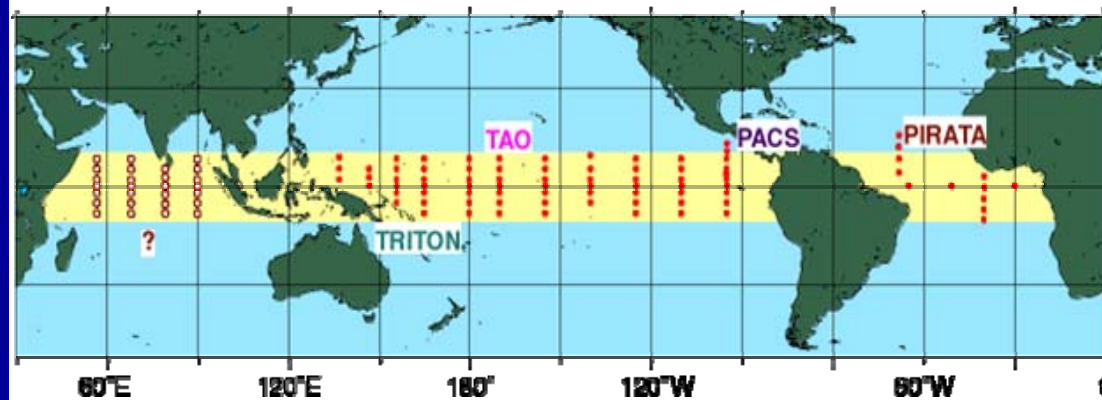 TAO
PACS
PIRATA
?
TRITON
60°E 120°E 180° 120°W 60°W